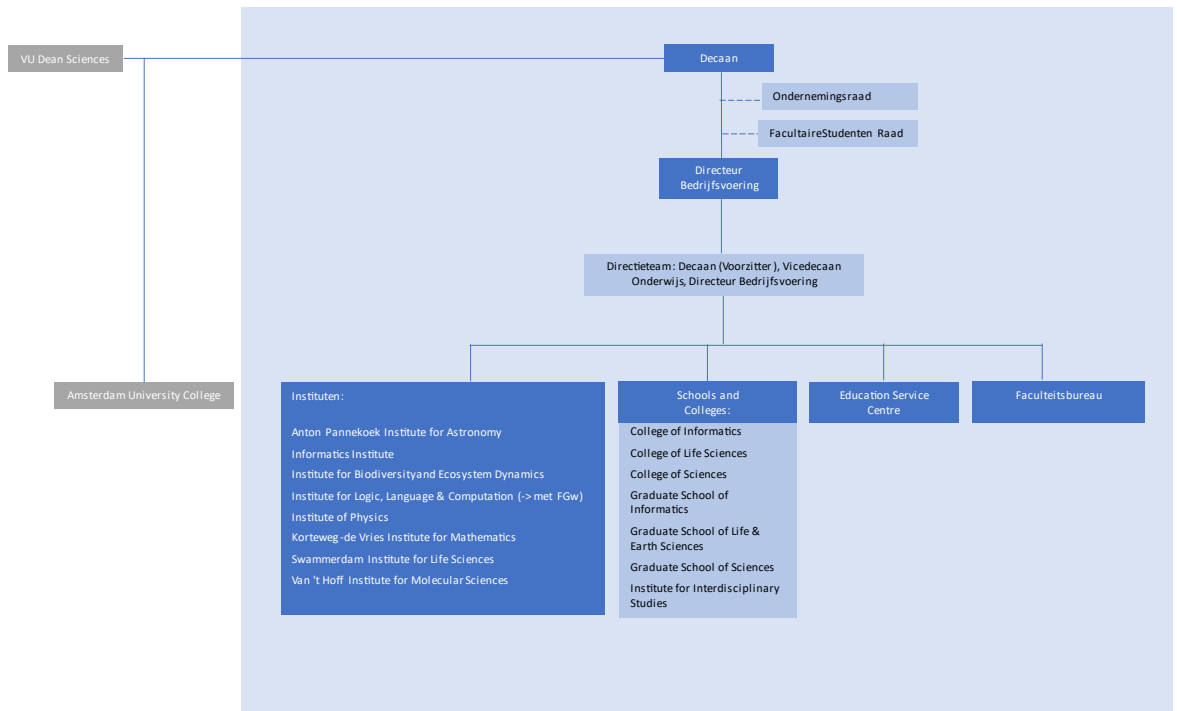 VU Dean Sciences
Decaan
Ondernemingsraad
FacultaireStudenten Raad
Directeur
Bedrijfsvoering
Directieteam: Decaan (Voorzitter), Vicedecaan
Onderwijs, Directeur Bedrijfsvoering
Amsterdam University College
Instituten:
Anton Pannekoek Institute for Astronomy
Informatics Institute
Institute for Biodiversityand Ecosystem Dynamics
Institute for Logic, Language & Computation (-> met FGw)
Institute of Physics
Korteweg-de Vries Institute for Mathematics
Swammerdam Institute for Life Sciences
Van 't Hoff Institute for Molecular Sciences
Schools and
Colleges:
College of Informatics
College of Life Sciences
College of Sciences
Graduate School of
Informatics
Graduate School of Life &
Earth Sciences
Graduate School of Sciences
Institute for Interdisciplinary
Studies
Education Service
Centre
Faculteitsbureau